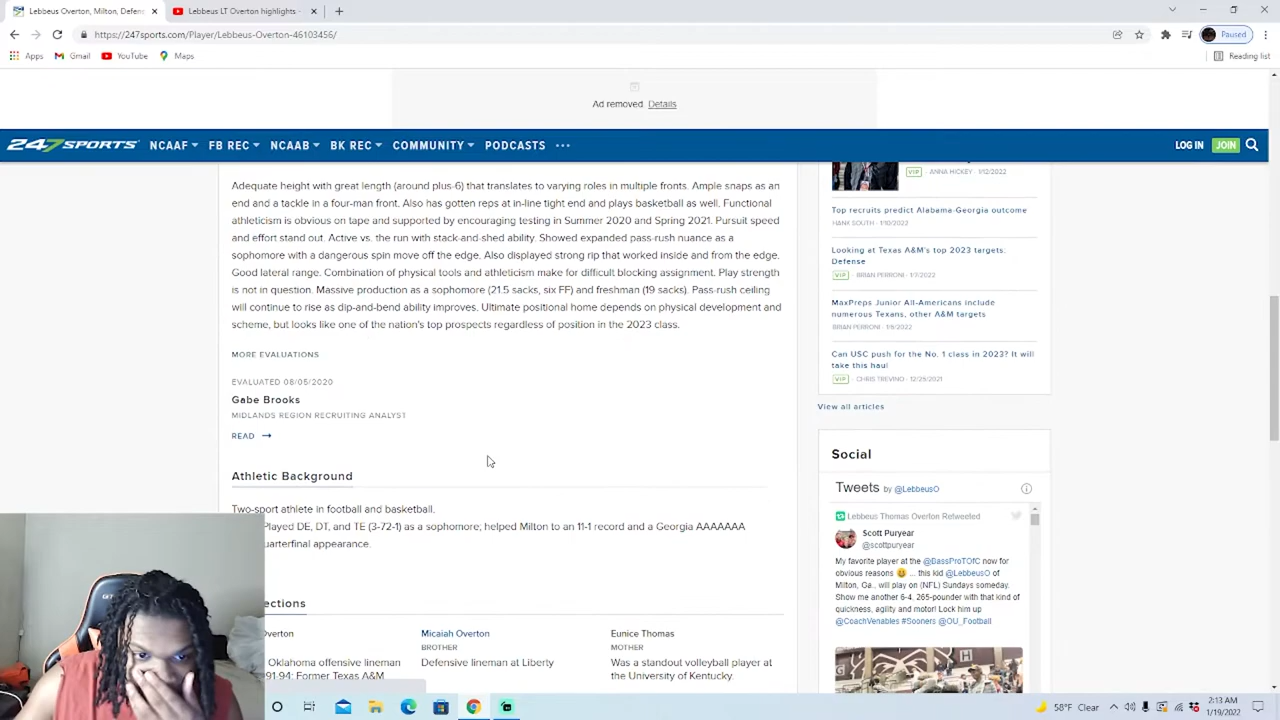 Lebbeus Overton, Milton, Defens
Lebbeus LT Overton highlights -
https://247sports.com/Player/Lebbeus-Overton-46103456/
Paused
Apps Gmail YouTube Maps
Reading list
Ad removed. Details
247SPORTS NCAAF FB REC NCAAB BK REC COMMUNITY PODCASTS
LOG IN JOIN
Adequate height with great length (around plus-6) that translates to varying roles in multiple fronts. Ample snaps as an
end and a tackle in four-man front. Also has gotten reps at in-line tight end and plays basketball as well. Functional
athleticism is obvious on tape and supported by encouraging testing in Summer 2020 and Spring 2021. Pursuit speed
and effort stand out. Active vs. the run with stack-and-shed ability. Showed expanded pass-rush nuance as a
sophomore with a dangerous spin move off the edge. Also displayed strong rip that worked inside and from the edge.
Good lateral range. Combination of physical tools and athleticism make for difficult blocking assignment. Play strength
is not in question. Massive production as a sophomore (21.5 sacks, six FF) and freshman (19 sacks). Pass-rush ceiling
will continue to rise as dip-and-bend ability improves. Ultimate positional home depends on physical development and
scheme, but looks like one of the nation's top prospects regardless of position in the 2023 class.
MORE EVALUATIONS
EVALUATED 08/05/2020
Gabe Brooks
MIDLANDS REGION RECRUITING ANALYST
READ →
Athletic Background
Two-sport athlete in football and basketball.
Played DE, DT, and TE (3-72-1) as a sophomore; helped Milton to an 11-1 record and a Georgia AAAAAAA
quarterfinal appearance.
ections
verton
Micaiah Overton
Eunice Thomas
BROTHER
MOTHER
Oklahoma offensive lineman
Defensive lineman at Liberty
Was a standout volleyball player at
91.94: Former Texas A&M
the University of Kentucky.
VIP ANNA HICKEY · 1/12/2022
Top recruits predict Alabama-Georgia outcome
HANK SOUTH · 1/10/2022
Looking at Texas A&M's top 2023 targets:
Defense
VIP BRIAN PERRONI · 1/7/2022
MaxPreps Junior All-Americans include
numerous Texans, other A&M targets
BRIAN PERRONI
Can USC push for the No. 1 class in 2023? It will
take this haul
VIP CHRIS TREVINO
View all articles
Social
Tweets by @LebbeusO
Lebbeus Thomas Overton Retweeted
Scott Puryear
@scottpuryear
My favorite player at the @BassProTofC now for
obvious reasons 😃 ... this kid @LebbeusO of
Milton, Ga., will play on (NFL) Sundays someday.
Show me another 6-4, 265-pounder with that kind of
quickness, agility and motor! Lock him up
@CoachVenables #Sooners @OU_Football
GT
58°F Clear
2:13 AM
1/19/2022